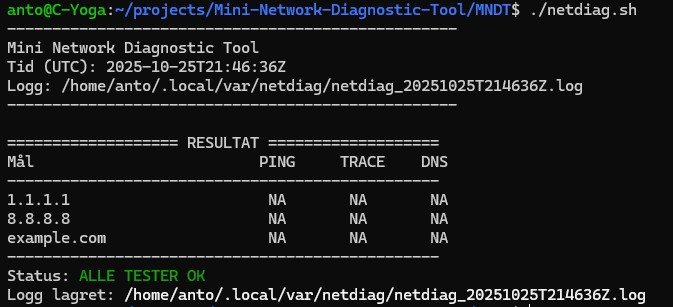 anto@C-Yoga:~/projects/Mini-Network-Diagnostic-Tool/MNDT$ ./netdiag.sh
--------------------------------------------------
Mini Network Diagnostic Tool
Tid (UTC): 2025-10-25T21:46:36Z
Logg: /home/anto/.local/var/netdiag/netdiag_20251025T214636Z.log
--------------------------------------------------
=================== RESULTAT ===================
Mål PING TRACE DNS
------------------------------------------------
1.1.1.1 NA NA NA
8.8.8.8 NA NA NA
example.com NA NA NA
------------------------------------------------
Status: ALLE TESTER OK
Logg lagret: /home/anto/.local/var/netdiag/netdiag_20251025T214636Z.log